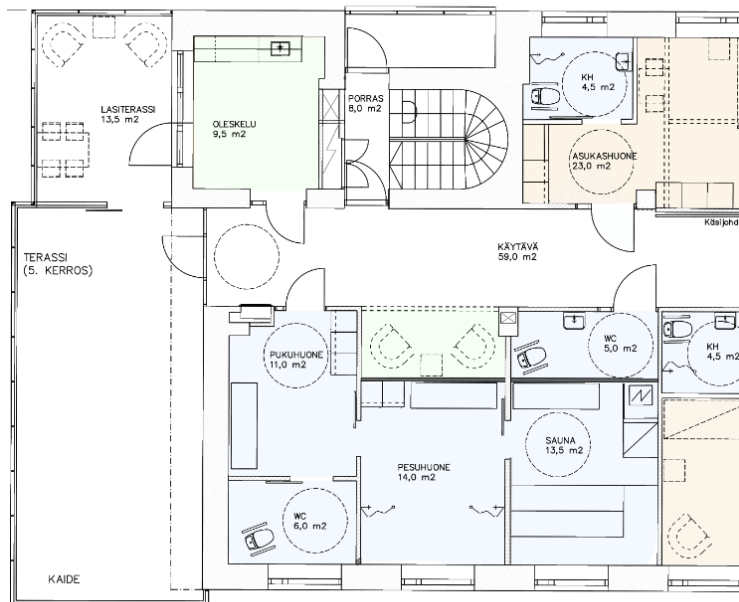 LASITERASSI
13,5 m2
OLESKELU
9,5 m2
PORRAS
8,0 m2
KH
4,5 m2
ASUKASHUONE
23,0 m2
Käsijohd
KÄYTÄVÄ
59,0 m2
TERASSI
(5. KERROS)
PUKUHUONE
11,0 m2
WC
5,0 m2
KH
4,5 m2
PESUHUONE
14,0 m2
SAUNA
13,5 m2
WC
6,0 m2
KAIDE